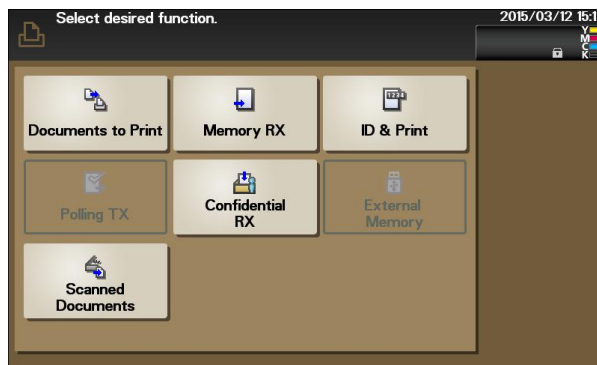 Select desired function.
2015/03/12 15:1
Y
M
C
K
Documents to Print
Memory RX
1234
ID & Print
Polling TX
Confidential
RX
External
Memory
Scanned
Documents